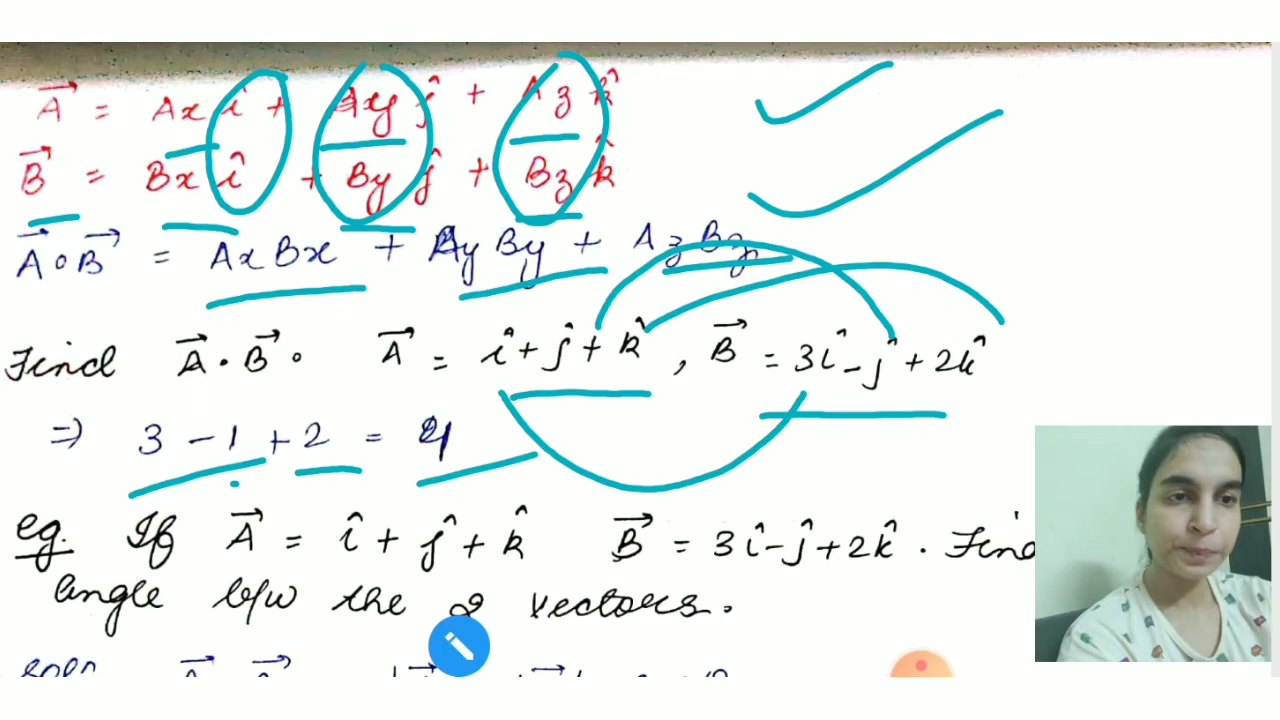 A⃗ = Ax î + Ay ĵ + Az k̂
B⃗ = Bx î + By ĵ + Bz k̂
A⃗ ∘ B⃗ = AxBx + AyBy + AzBz
Find A⃗ . B⃗ . A⃗ = î + ĵ + k̂ , B⃗ = 3î - ĵ + 2k̂
⇒ 3 - 1 + 2 = 4
eg. If A⃗ = î + ĵ + k̂ B⃗ = 3î - ĵ + 2k̂ . Find
angle b/w the 2 vectors.